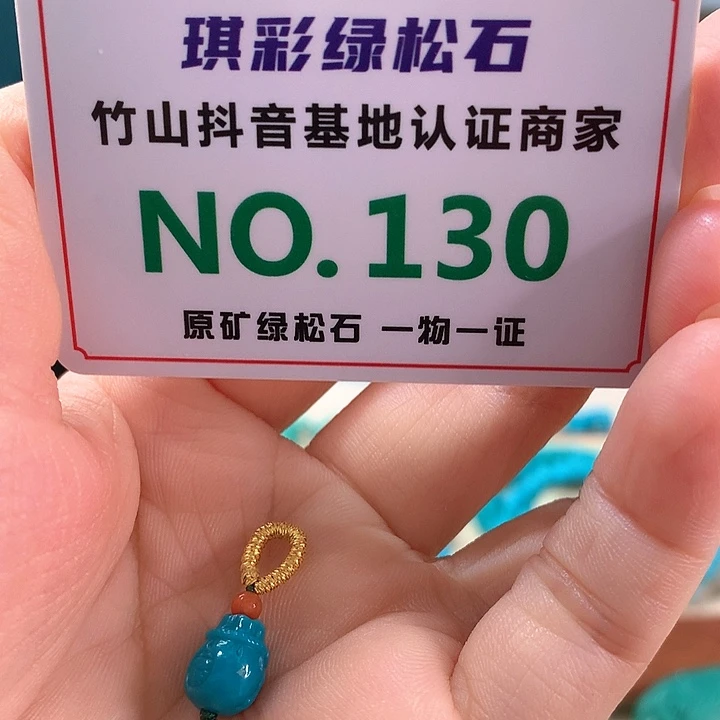 琪彩绿松石
竹山抖音基地认证商家
NO.130
原矿绿松石 一物一证